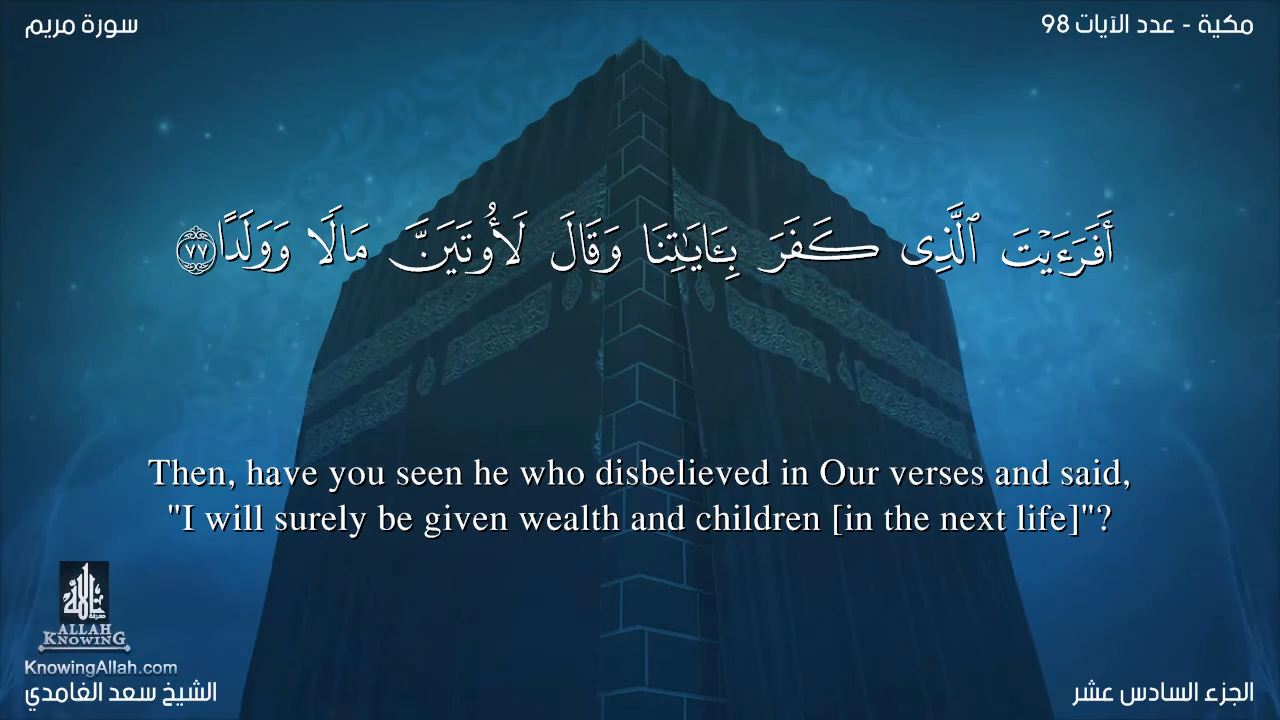 سورة مريم
مكية - عدد الآيات 98
أَفَرَءَيْتَ ٱلَّذِى كَفَرَ بِـَٔايَـٰتِنَا وَقَالَ لَأُوتَيَنَّ مَالًا وَوَلَدًا ٧٧
Then, have you seen he who disbelieved in Our verses and said,
"I will surely be given wealth and children [in the next life]"?
ALLAH
KNOWING
KnowingAllah.com
الشيخ سعد الغامدي
الجزء السادس عشر